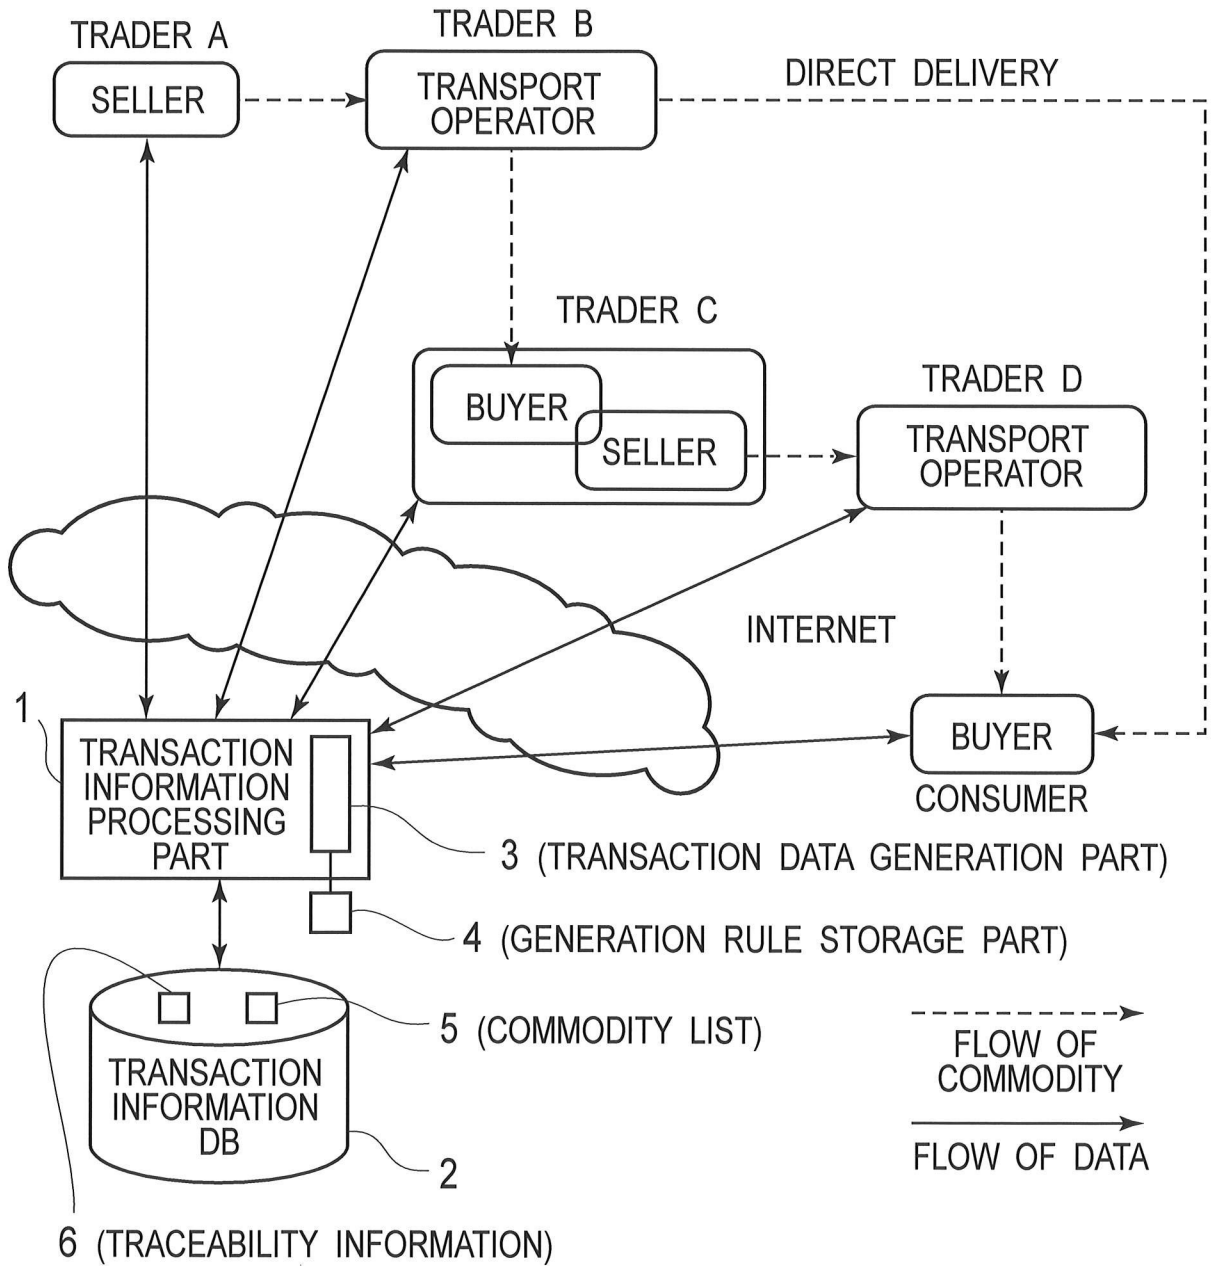 TRADER A
TRADER B
SELLER
TRANSPORT
OPERATOR
DIRECT DELIVERY
TRADER C
BUYER
SELLER
TRADER D
TRANSPORT
OPERATOR
INTERNET
1
TRANSACTION
INFORMATION
PROCESSING
PART
BUYER
CONSUMER
3 (TRANSACTION DATA GENERATION PART)
4 (GENERATION RULE STORAGE PART)
5 (COMMODITY LIST)
TRANSACTION
INFORMATION
DB
2
6 (TRACEABILITY INFORMATION)
FLOW OF
COMMODITY
FLOW OF DATA